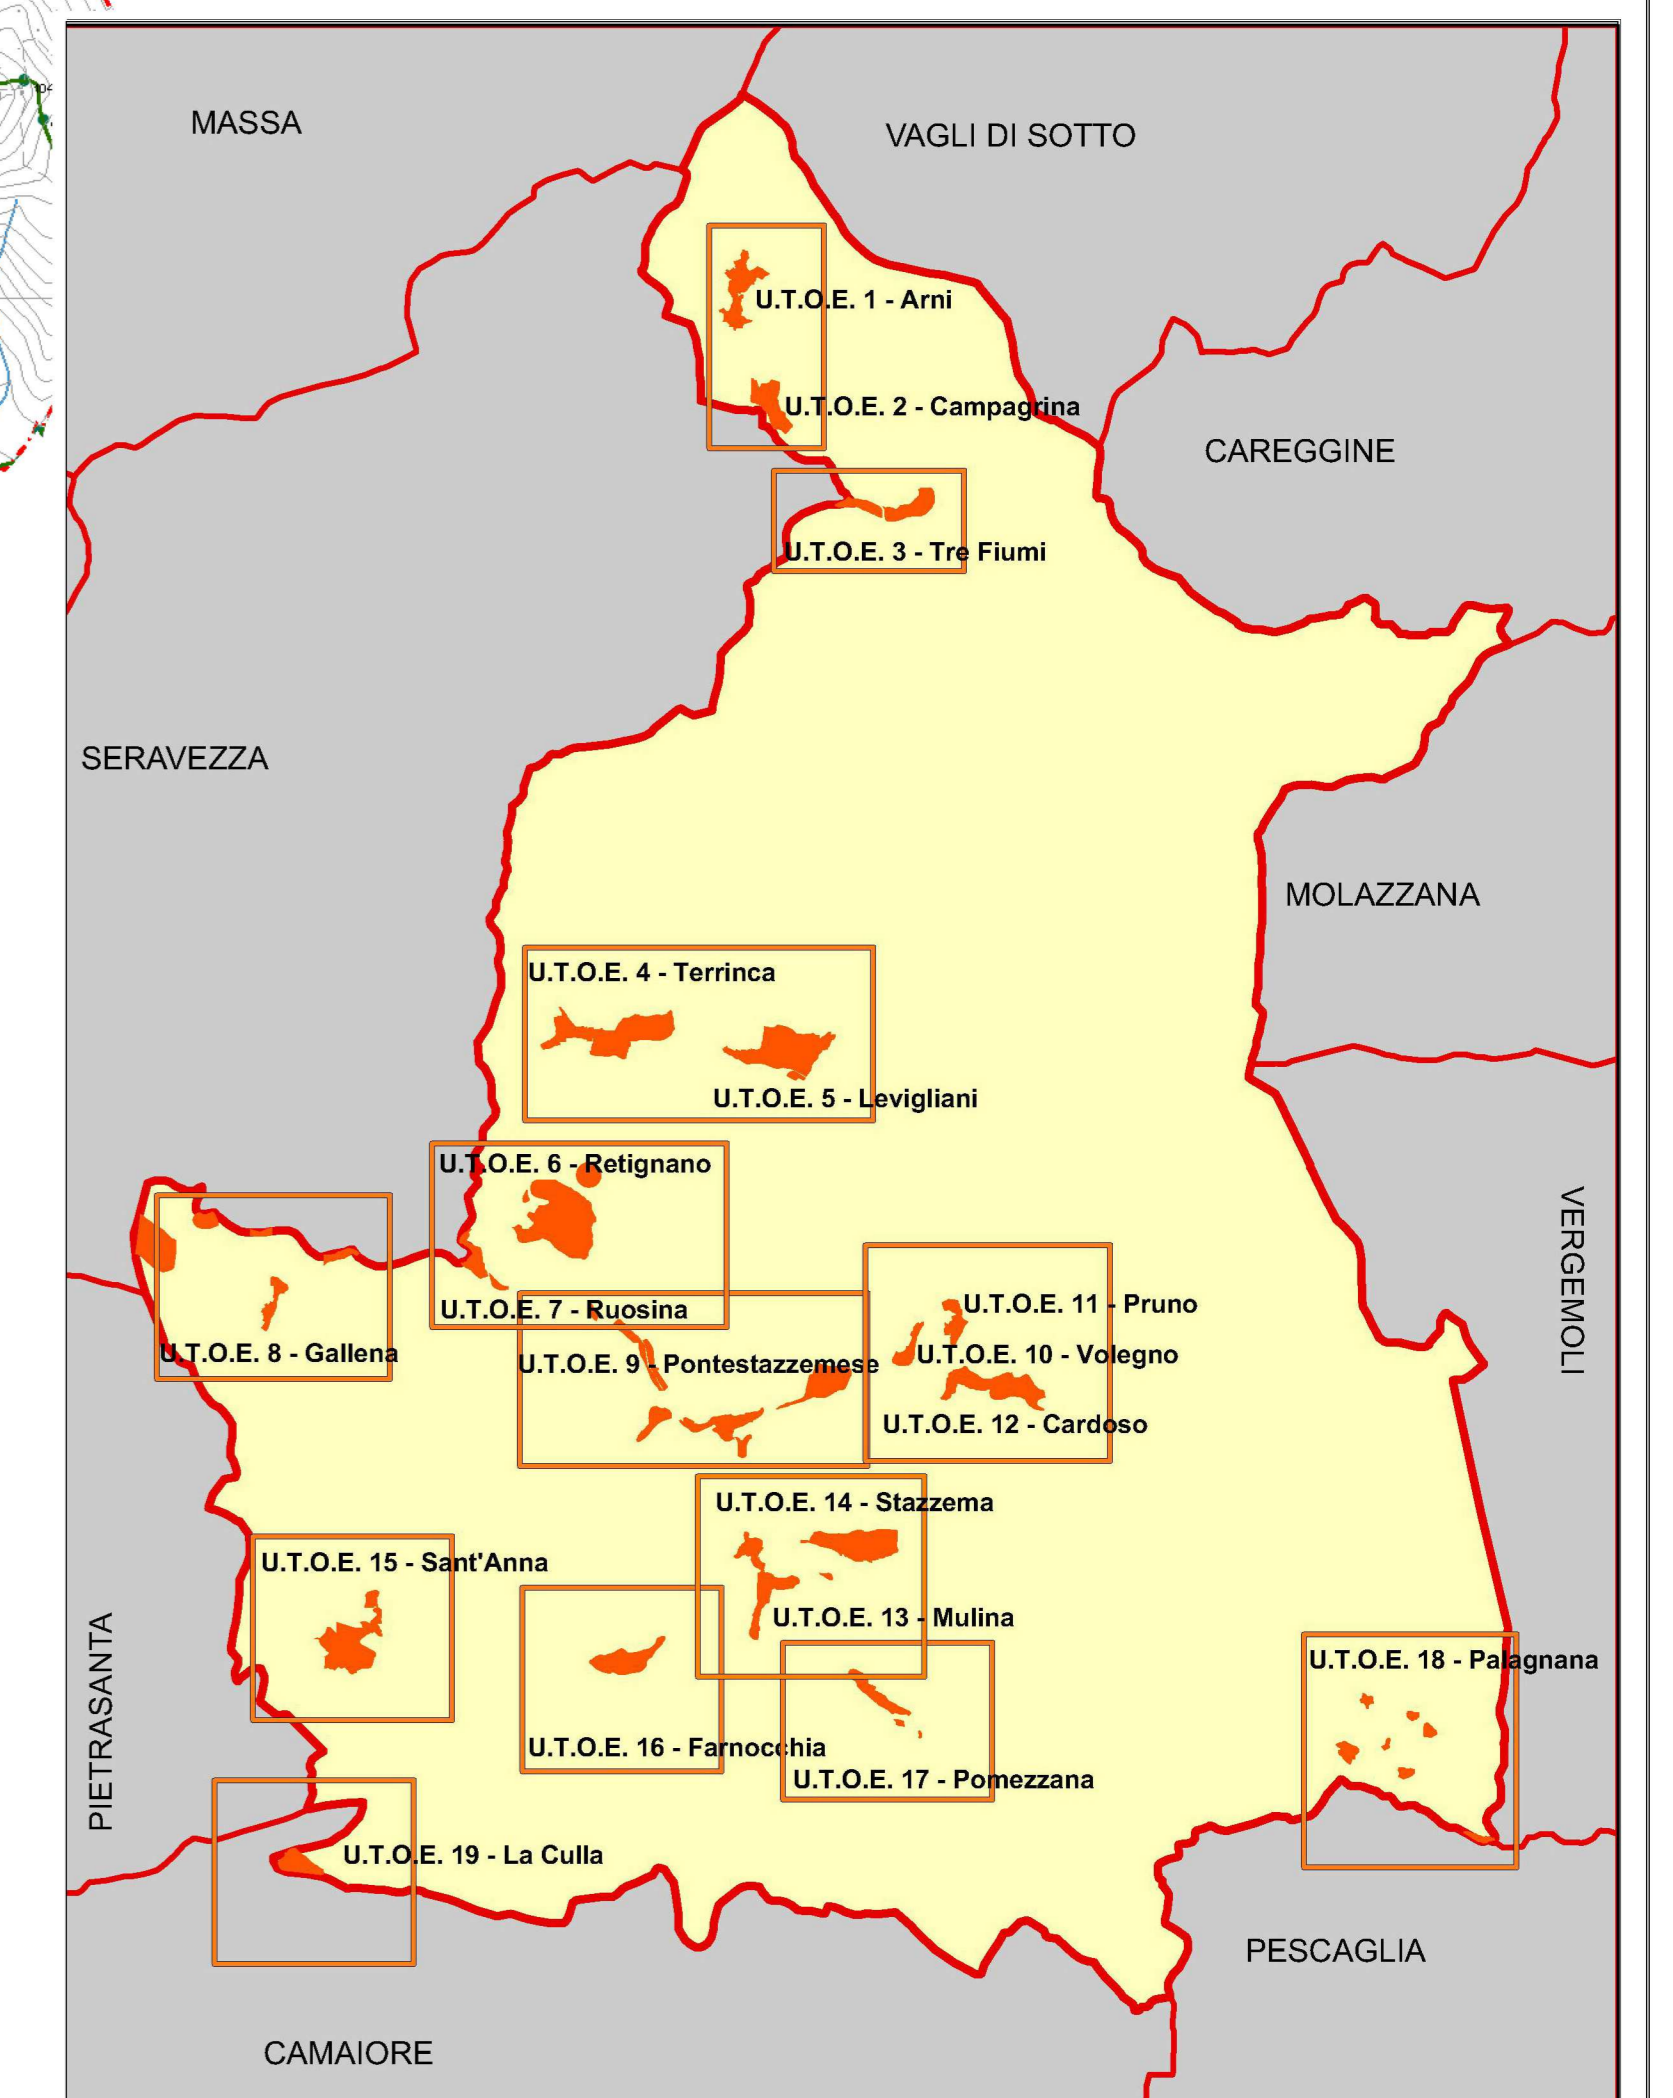 MASSA
VAGLI DI SOTTO
U.T.O.E. 1 - Arni
U.T.O.E. 2 - Campagrina
CAREGGINE
U.T.O.E. 3 - Tre Fiumi
SERAVEZZA
MOLAZZANA
U.T.O.E. 4 - Terrinca
U.T.O.E. 5 - Levigliani
U.T.O.E. 6 - Retignano
VERGEMOLI
U.T.O.E. 7 - Ruosina
U.T.O.E. 11 - Pruno
U.T.O.E. 8 - Gallena
U.T.O.E. 9 - Pontestazzemese
U.T.O.E. 10 - Volegno
U.T.O.E. 12 - Cardoso
U.T.O.E. 14 - Stazzema
U.T.O.E. 15 - Sant'Anna
U.T.O.E. 13 - Mulina
PIETRASANTA
U.T.O.E. 18 - Palagnana
U.T.O.E. 16 - Farnocchia
U.T.O.E. 17 - Pomezzana
U.T.O.E. 19 - La Culla
PESCAGLIA
CAMAIORE